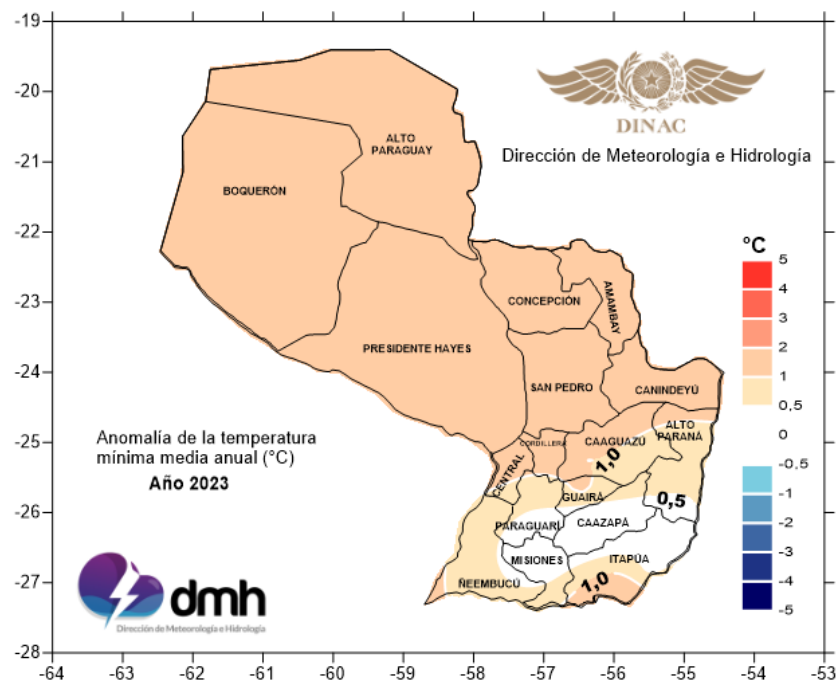 -19
-20
-21
-22
-23
-24
-25
-26
-27
-28
-64
-63
-62
-61
-60
-59
-58
-57
-56
-55
-54
-53
DINAC
Dirección de Meteorología e Hidrología
ALTO
PARAGUAY
BOQUERÓN
CONCEPCIÓN
AMAMBAY
PRESIDENTE HAYES
SAN PEDRO
CANINDEYÚ
CORDILLERA
CAAGUAZÚ
ALTO
PARANÁ
CENTRAL
1,0
GUAIRÁ
0,5
PARAGUARÍ
CAAZAPÁ
MISIONES
ITAPÚA
ÑEEMBUCÚ
1,0
°C
5
4
3
2
1
0,5
0
-0.5
-1
-2
-3
-4
-5
Anomalía de la temperatura
mínima media anual (°C)
Año 2023
dmh
Dirección de Meteorología e Hidrología